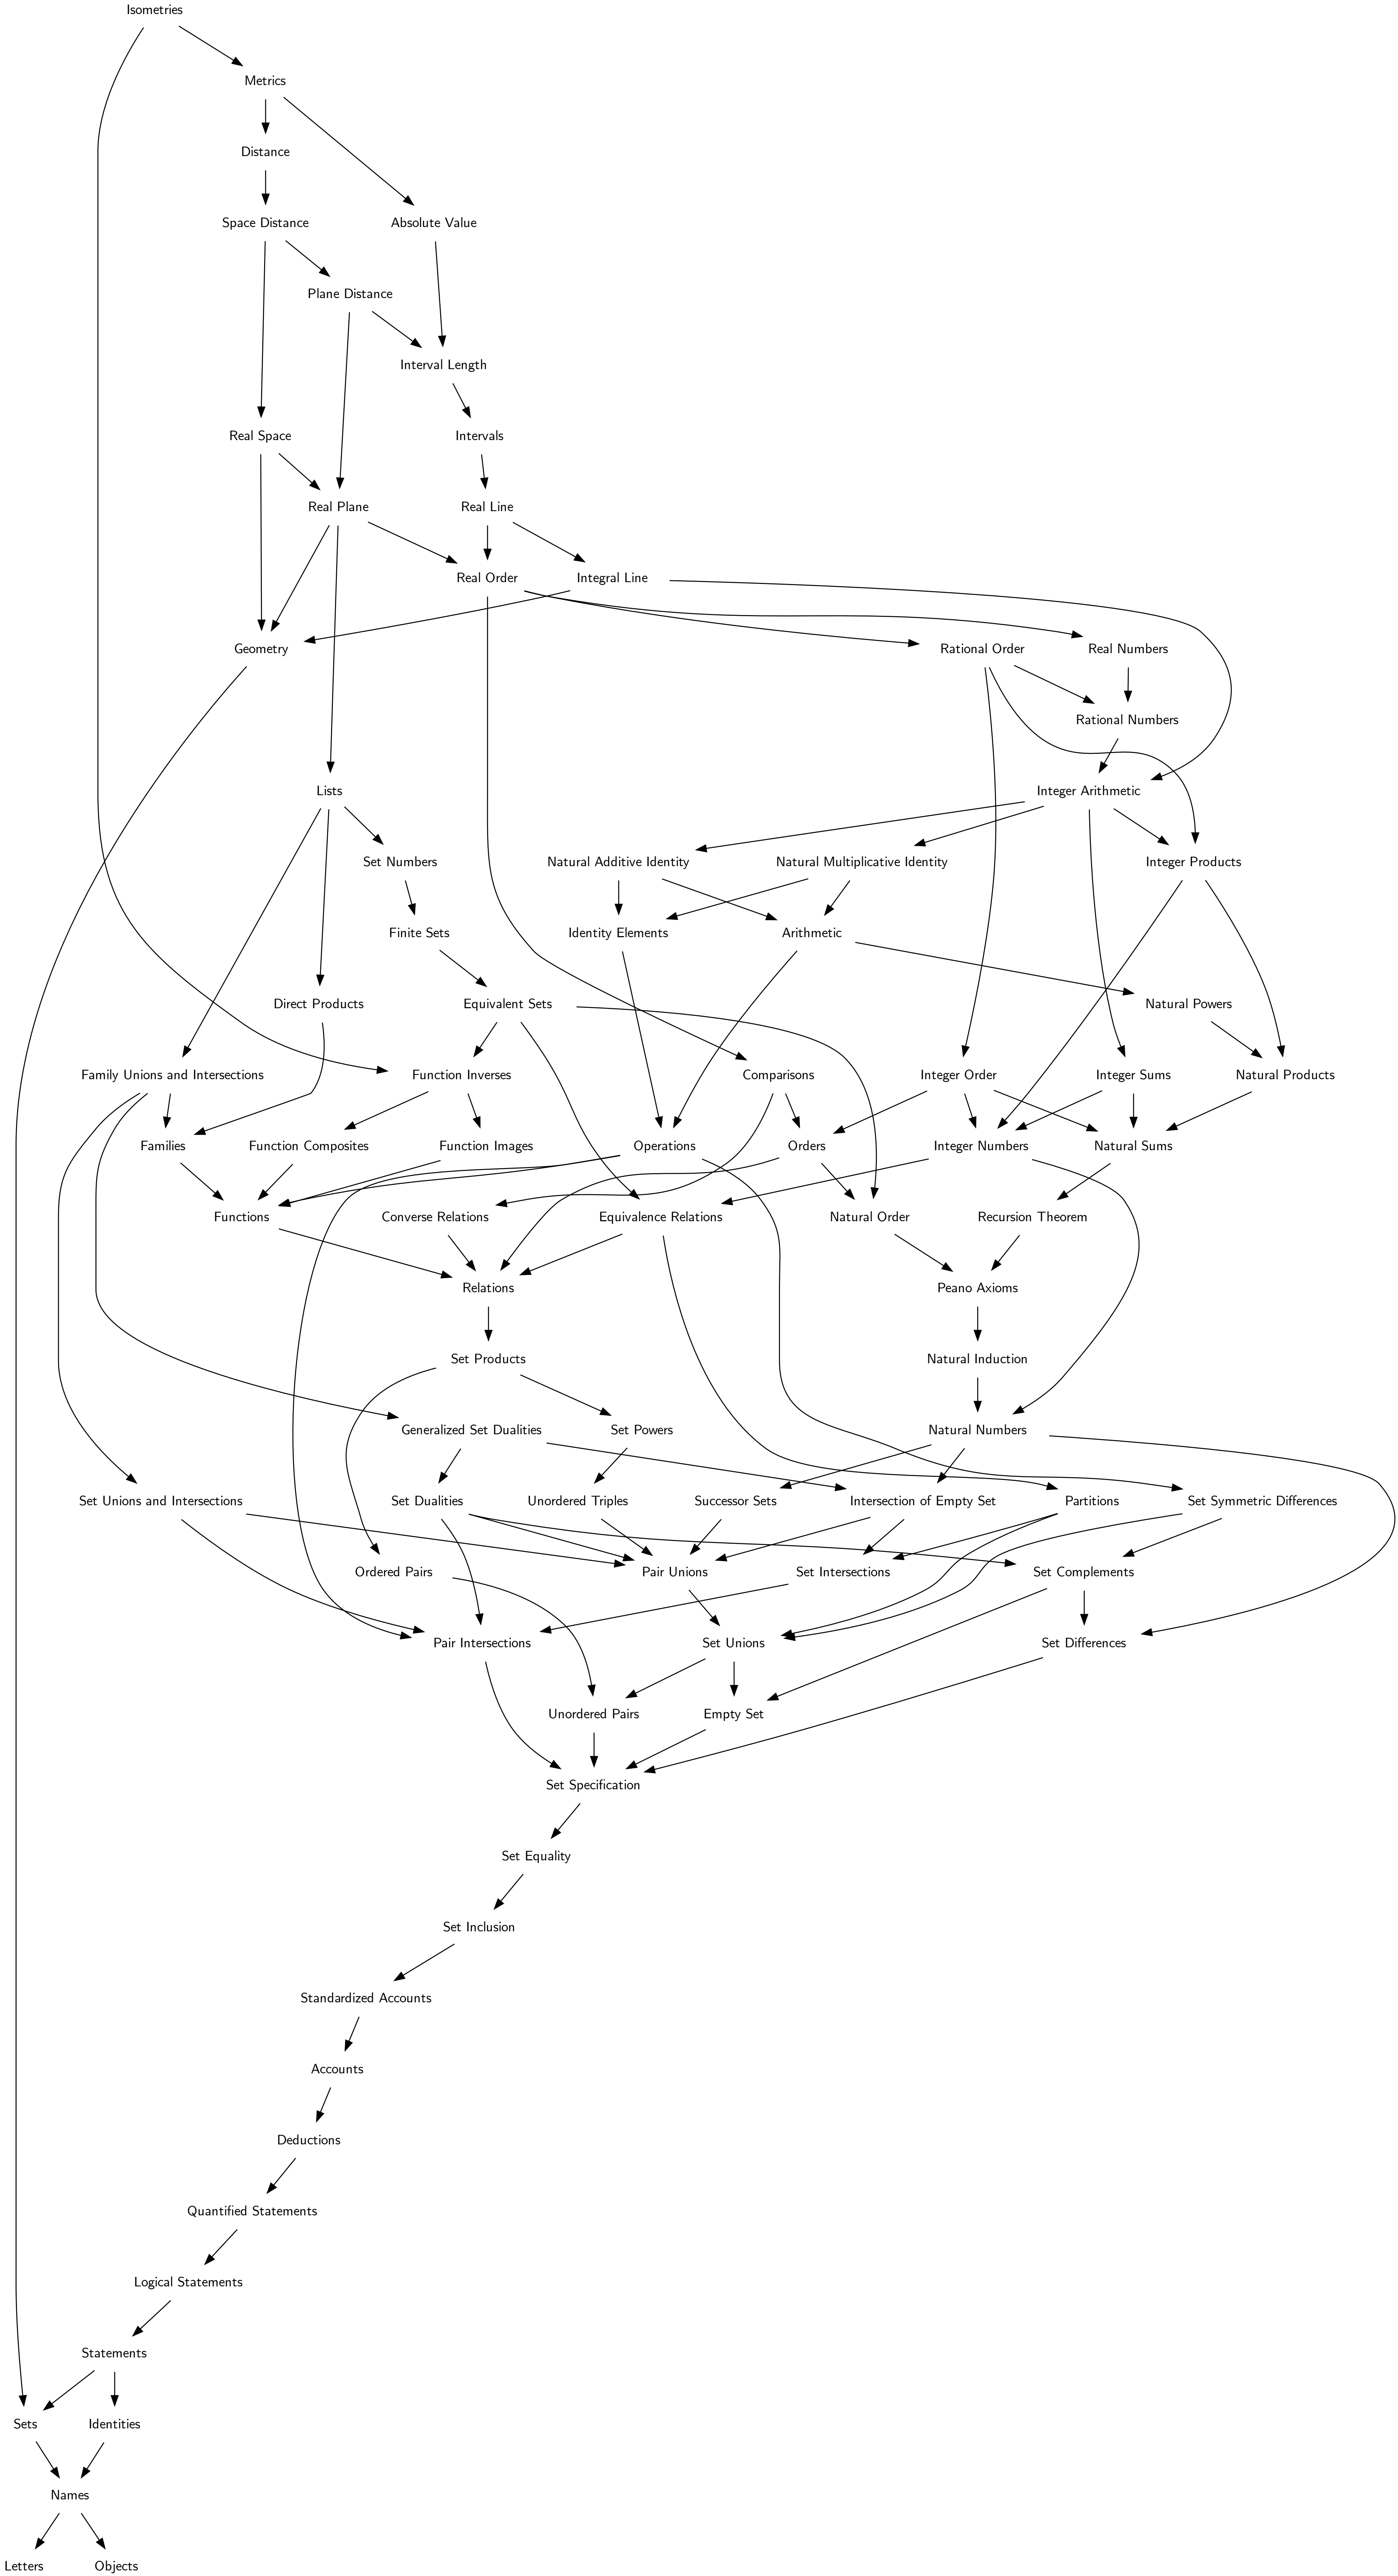 Isometries
Metrics
Distance
Space Distance
Absolute Value
Plane Distance
Interval Length
Real Space
Intervals
Real Plane
Real Line
Real Order
Integral Line
Geometry
Rational Order
Real Numbers
Rational Numbers
Lists
Integer Arithmetic
Set Numbers
Natural Additive Identity
Natural Multiplicative Identity
Integer Products
Finite Sets
Identity Elements
Arithmetic
Direct Products
Equivalent Sets
Natural Powers
Family Unions and Intersections
Function Inverses
Comparisons
Integer Order
Integer Sums
Natural Products
Families
Function Composites
Function Images
Operations
Orders
Integer Numbers
Natural Sums
Functions
Converse Relations
Equivalence Relations
Natural Order
Recursion Theorem
Relations
Peano Axioms
Set Products
Natural Induction
Generalized Set Dualities
Set Powers
Natural Numbers
Set Unions and Intersections
Set Dualities
Unordered Triples
Successor Sets
Intersection of Empty Set
Partitions
Set Symmetric Differences
Ordered Pairs
Pair Unions
Set Intersections
Set Complements
Pair Intersections
Set Unions
Set Differences
Unordered Pairs
Empty Set
Set Specification
Set Equality
Set Inclusion
Standardized Accounts
Accounts
Deductions
Quantified Statements
Logical Statements
Statements
Sets
Identities
Names
Letters
Objects